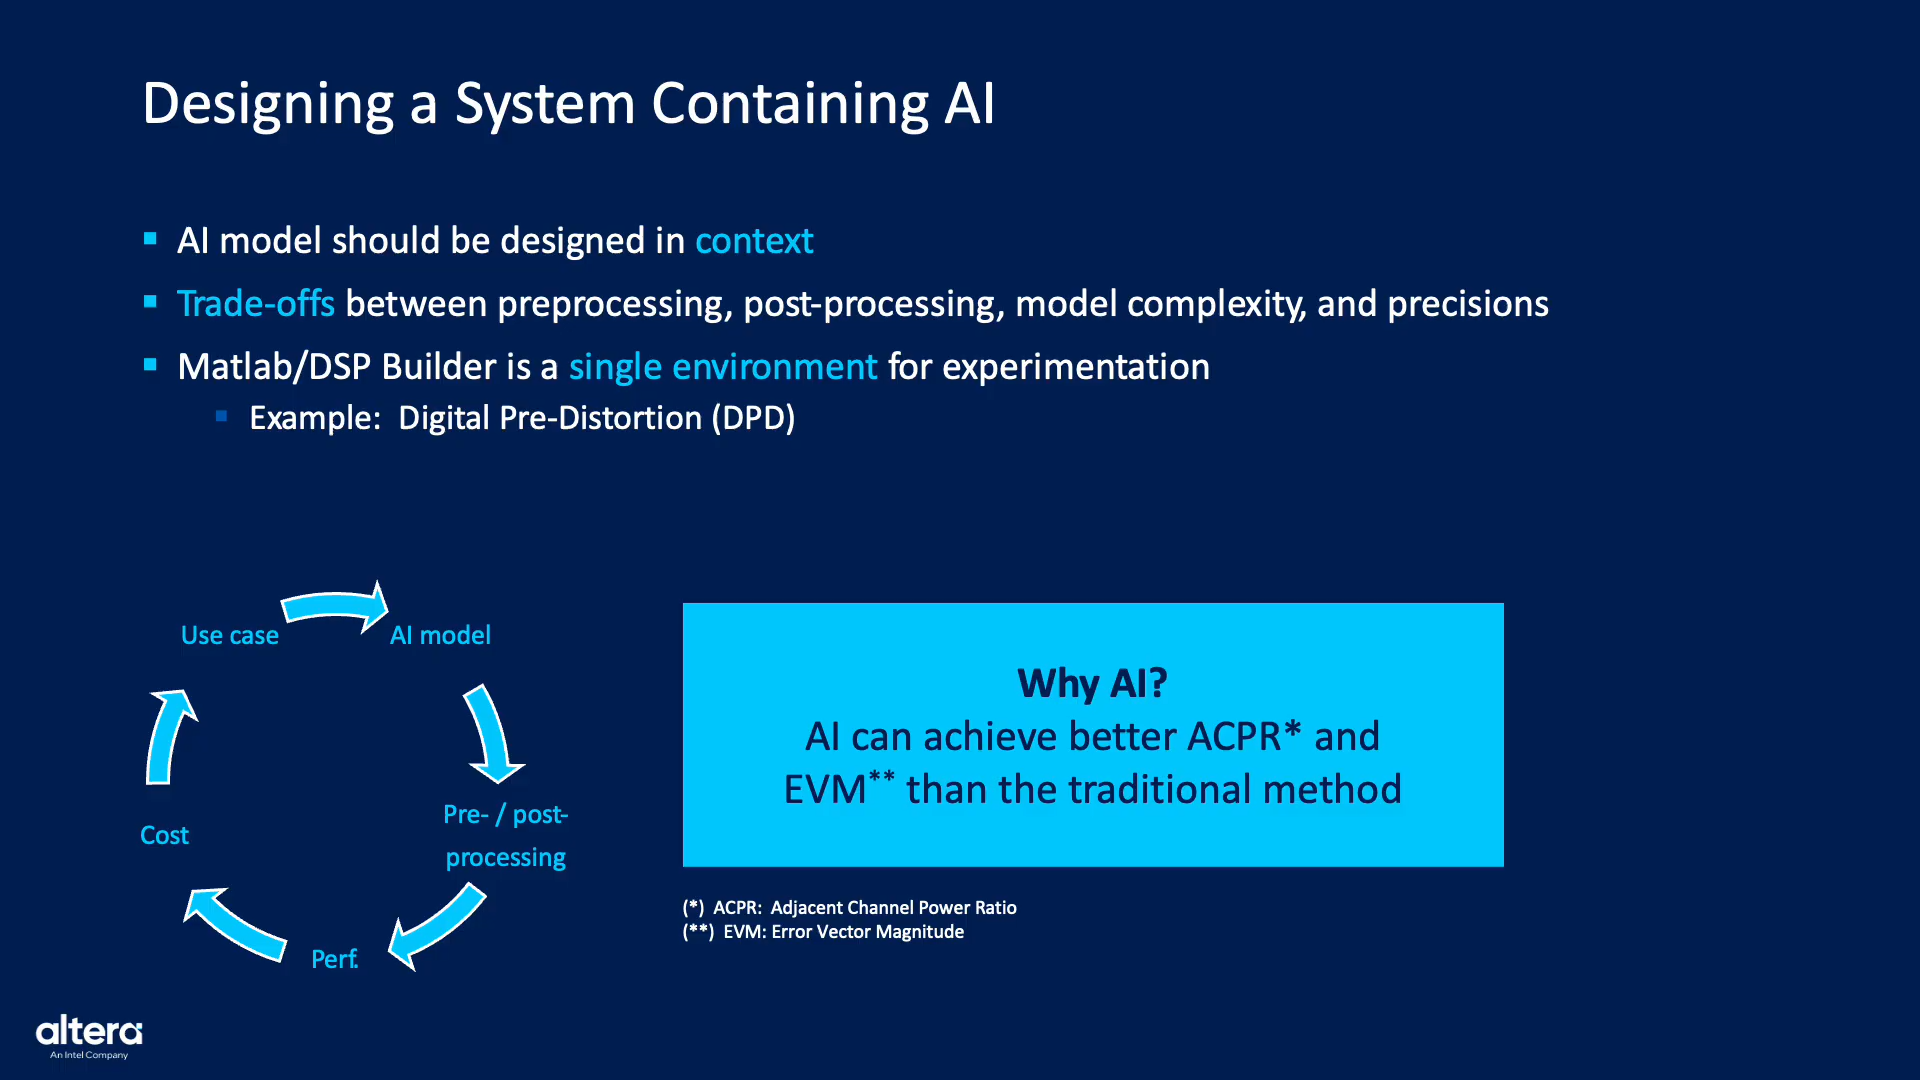 Designing a System Containing AI
AI model should be designed in context
Trade-offs between preprocessing, post-processing, model complexity, and precisions
Matlab/DSP Builder is a single environment for experimentation
Example: Digital Pre-Distortion (DPD)
Use case
AI model
Pre- / post-
processing
Perf.
Cost
Why AI?
AI can achieve better ACPR* and
EVM** than the traditional method
(*) ACPR: Adjacent Channel Power Ratio
(**) EVM: Error Vector Magnitude
altera
An Intel Company